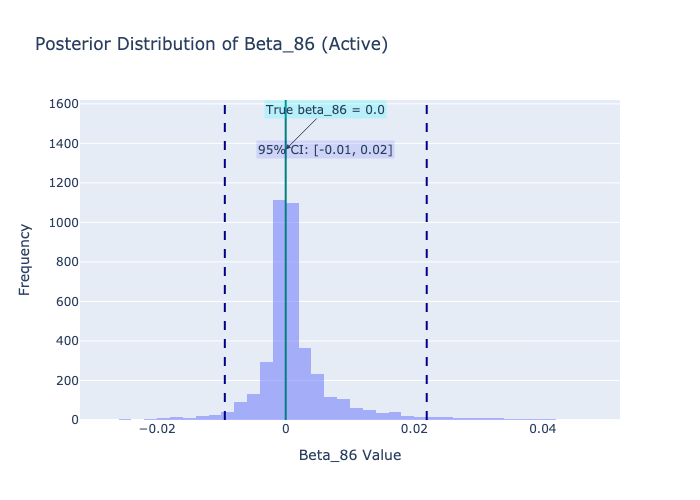 Posterior Distribution of Beta_86 (Active)
1600
1400
1200
1000
800
600
400
200
0
Frequency
True beta_86 = 0.0
95% CI: [-0.01, 0.02]
−0.02
0
0.02
0.04
Beta_86 Value